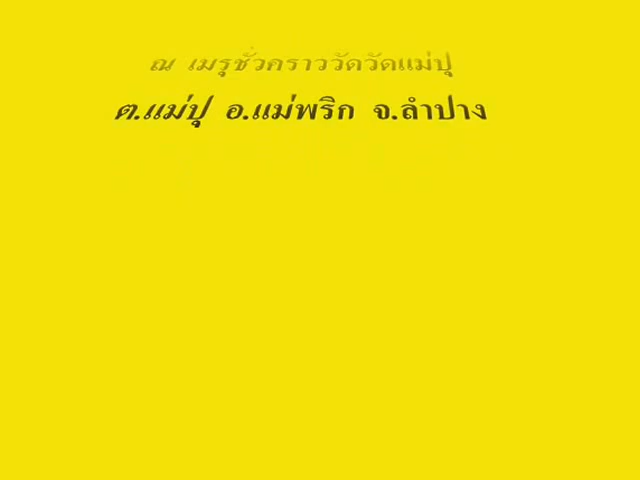 ณ เมรุชั่วคราววัดวัดแม่ปุ
ต.แม่ปุ อ.แม่พริก จ.ลำปาง